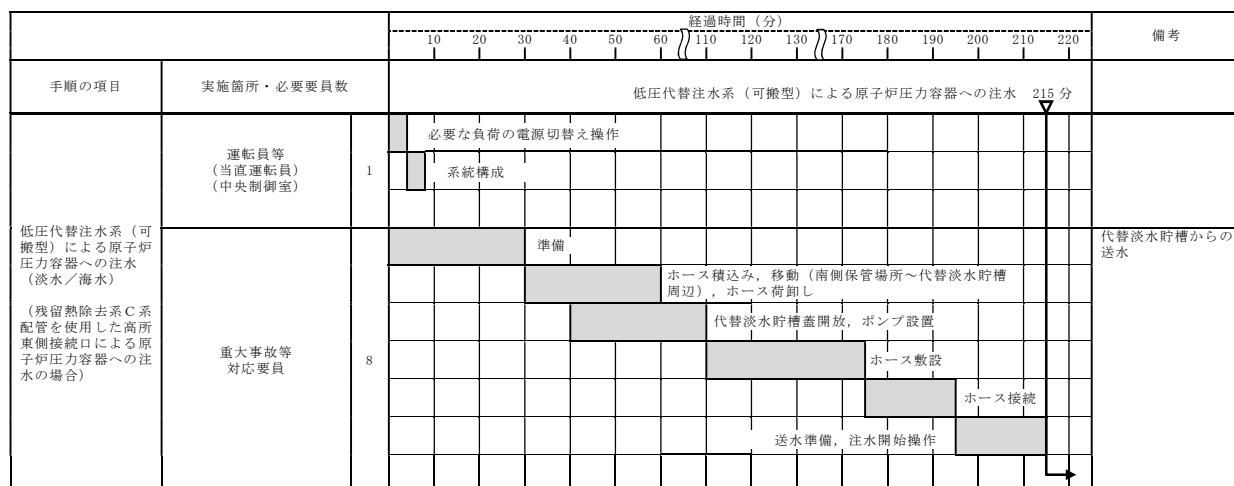 経過時間（分）
備考
10 20 30 40 50 60 110 120 130 170 180 190 200 210 220
手順の項目
実施箇所・必要要員数
低圧代替注水系（可搬型）による原子炉圧力容器への注水 215分
低圧代替注水系（可
搬型）による原子炉
圧力容器への注水
（淡水／海水）
（残留熱除去系Ｃ系
配管を使用した高所
東側接続口による原
子炉圧力容器への注
水の場合）
運転員等
（当直運転員）
（中央制御室）
1
必要な負荷の電源切替え操作
系統構成
重大事故等
対応要員
8
準備
ホース積込み，移動（南側保管場所～代替淡水貯槽
周辺），ホース荷卸し
代替淡水貯槽蓋開放，ポンプ設置
ホース敷設
ホース接続
送水準備，注水開始操作
代替淡水貯槽からの
送水